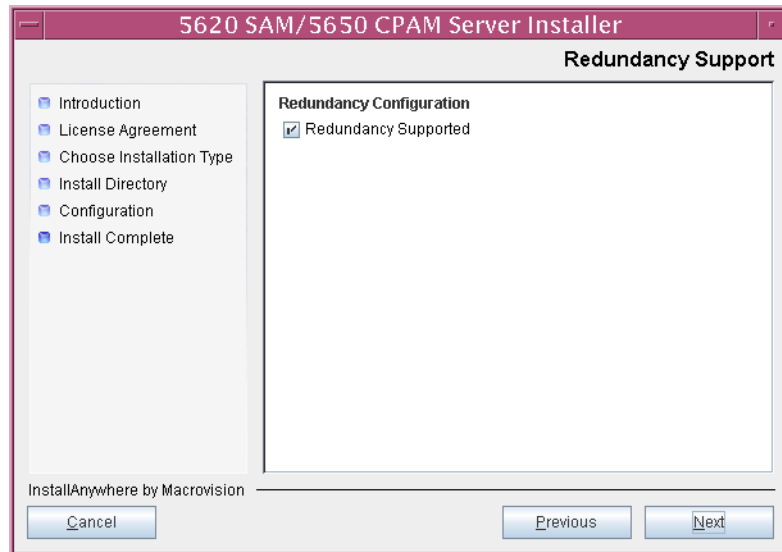 5620 SAM/5650 CPAM Server Installer
Redundancy Support
Introduction
License Agreement
Choose Installation Type
Install Directory
Configuration
Install Complete
Redundancy Configuration
Redundancy Supported
InstallAnywhere by Macrovision
Cancel
Previous
Next